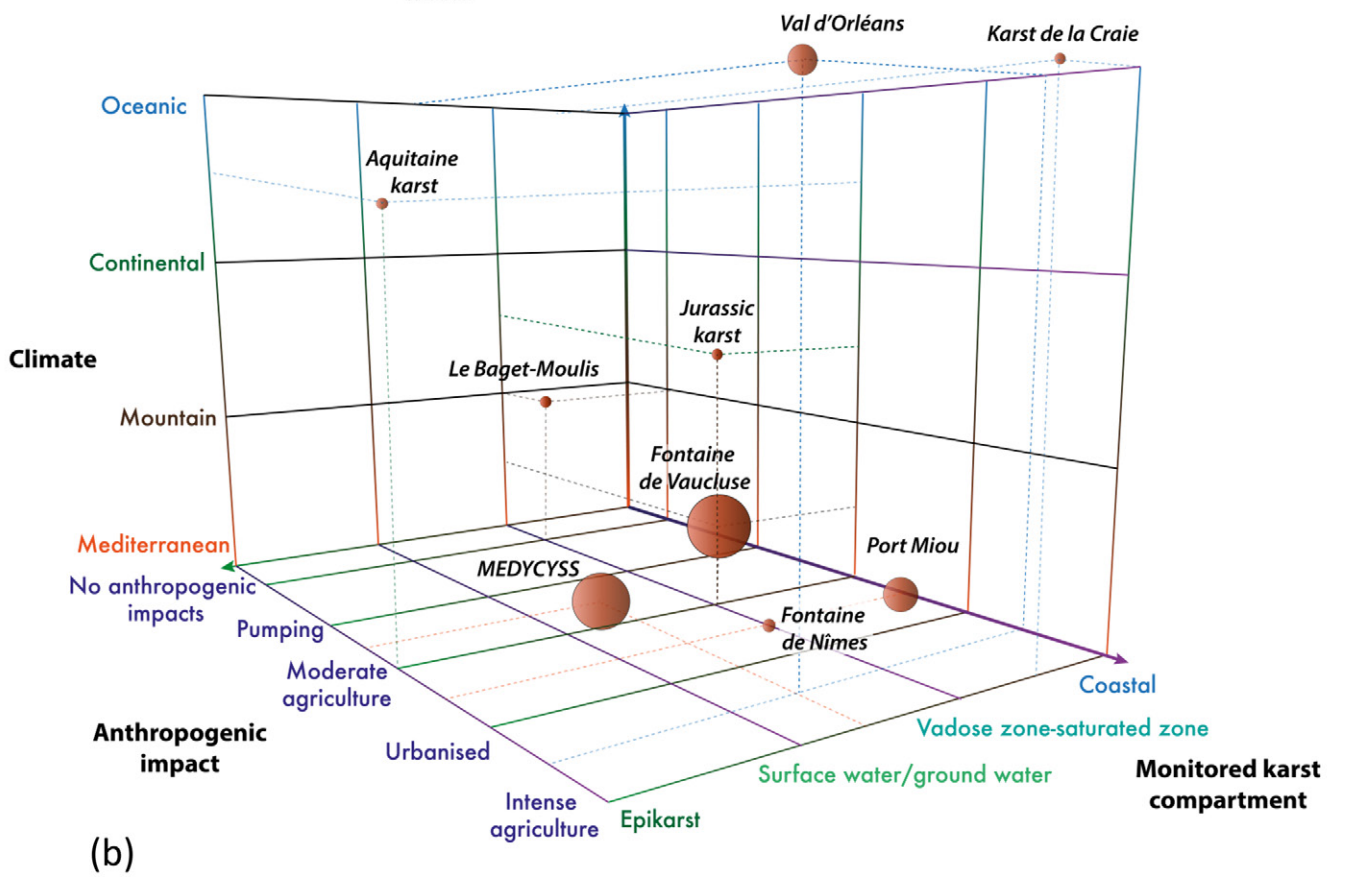 Val d’Orléans
Karst de la Craie
Oceanic
Aquitaine
karst
Continental
Jurassic
karst
Climate
Le Baget-Moulis
Mountain
Fontaine
de Vaucluse
Mediterranean
Port Miou
No anthropogenic
impacts
MEDYCYSS
Pumping
Fontaine
de Nîmes
Moderate
agriculture
Coastal
Anthropogenic
impact
Vadose zone-saturated zone
Urbanised
Surface water/ground water
Monitored karst
compartment
Intense
agriculture
Epikarst
(b)